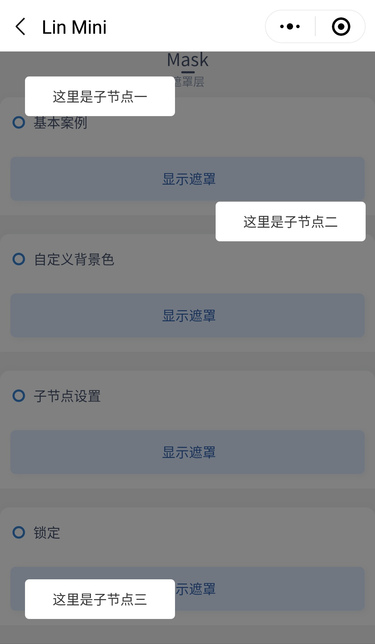 Lin Mini
Mask
遮罩层
这里是子节点一
基本案例
显示遮罩
这里是子节点二
自定义背景色
显示遮罩
子节点设置
显示遮罩
锁定
示遮罩
这里是子节点三